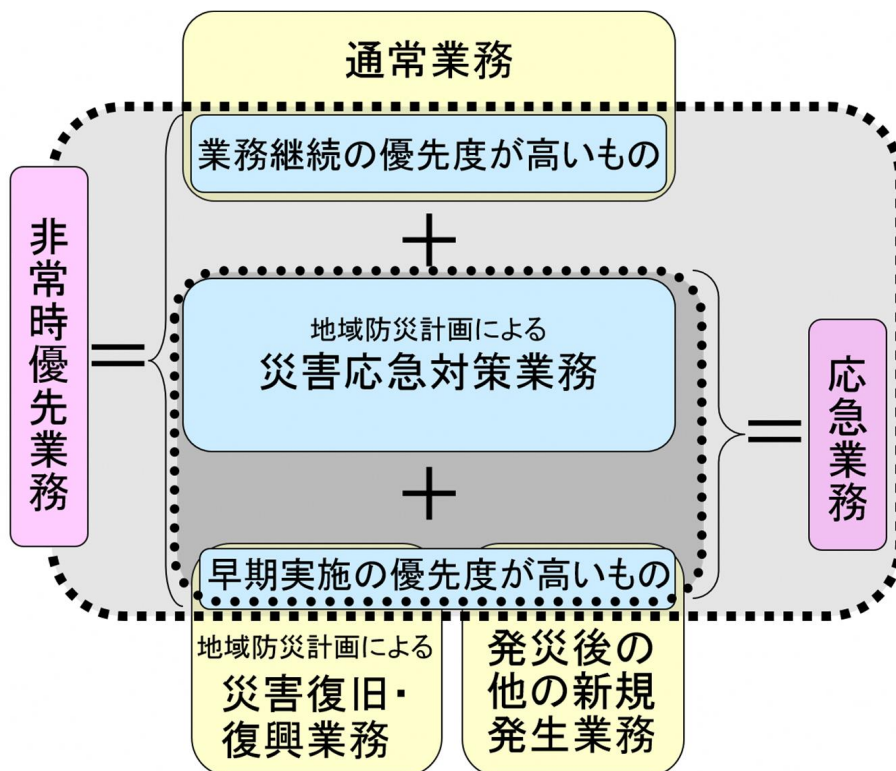 通常業務
業務継続の優先度が高いもの
+
非常時優先業務
=
地域防災計画による
災害応急対策業務
=
応急業務
+
早期実施の優先度が高いもの
地域防災計画による
災害復旧・
復興業務
発災後の
他の新規
発生業務